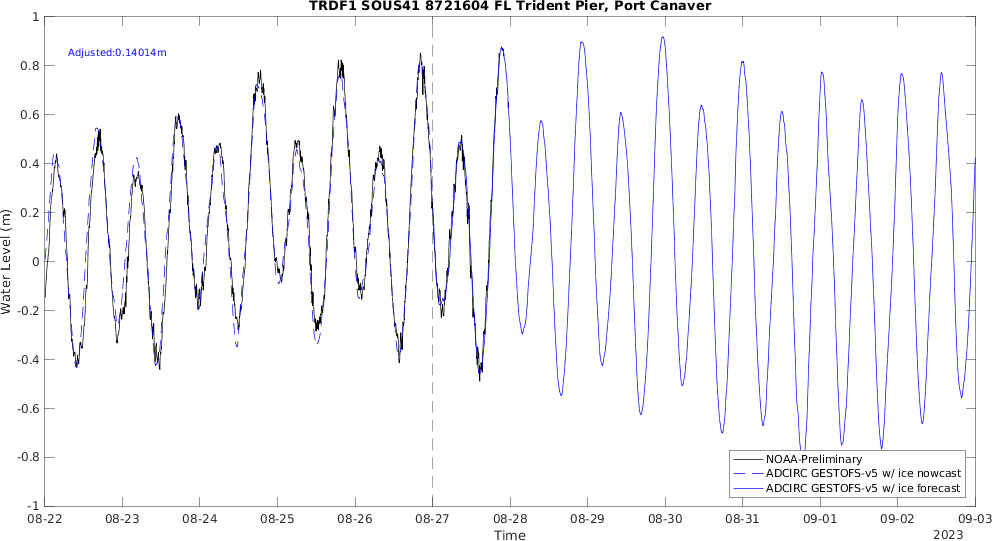 TRDF1 SOUS41 8721604 FL Trident Pier, Port Canaver
Adjusted:0.14014m
Water Level (m)
1
0.8
0.6
0.4
0.2
0
-0.2
-0.4
-0.6
-0.8
-1
NOAA-Preliminary
ADCIRC GESTOFS-v5 w/ ice nowcast
ADCIRC GESTOFS-v5 w/ ice forecast
08-22 08-23 08-24 08-25 08-26 08-27 08-28 08-29 08-30 08-31 09-01 09-02 09-03
Time
2023